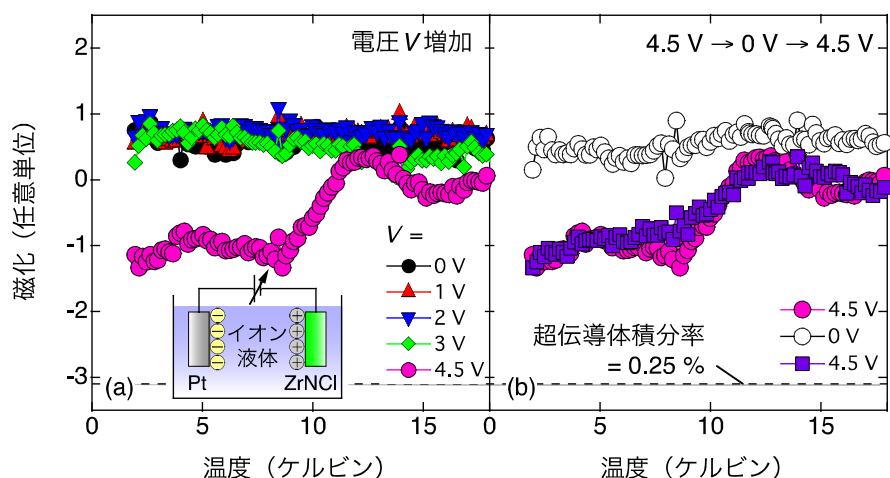 電圧 V 増加
4.5 V → 0 V → 4.5 V
磁化（任意単位）
2
1
0
-1
-2
-3
V =
0 V
1 V
2 V
3 V
4.5 V
イオン
液体
Pt
ZrNCl
(a)
4.5 V
0 V
4.5 V
超伝導体積分率
= 0.25 %
(b)
0 5 10 15 0 5 10 15
温度（ケルビン） 温度（ケルビン）